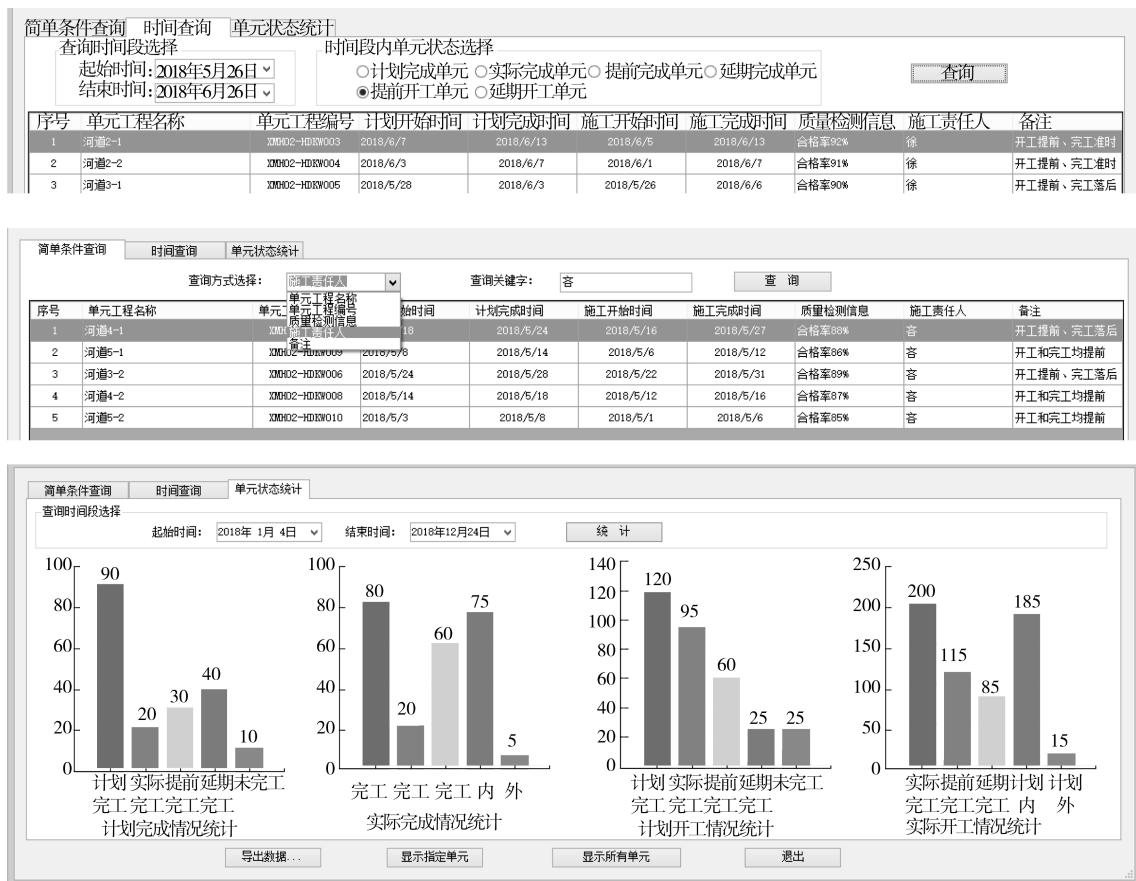 简单条件查询 时间查询 单元状态统计
查询时间段选择 时间段内单元状态选择
起始时间:2018年5月26日 ○计划完成单元 ○实际完成单元 ○提前完成单元 ○延期完成单元 查询
结束时间:2018年6月26日 ◉提前开工单元 ○延期开工单元
序号 单元工程名称 单元工程编号 计划开始时间 计划完成时间 施工开始时间 施工完成时间 质量检测信息 施工责任人 备注
1 河道2-1 XMH02-HDKW003 2018/6/7 2018/6/13 2018/6/5 2018/6/13 合格率92% 徐 开工提前、完工准时
2 河道2-2 XMH02-HDKW004 2018/6/3 2018/6/7 2018/6/1 2018/6/7 合格率91% 徐 开工提前、完工准时
3 河道3-1 XMH02-HDKW005 2018/5/28 2018/6/3 2018/5/26 2018/6/6 合格率90% 徐 开工提前、完工落后
简单条件查询 时间查询 单元状态统计
查询方式选择: 施工责任人 查询关键字: 容 查 询
单元工程名称
单元工程编号
质量检测信息
施工责任人
备注
序号 单元工程名称 单元 始时间 计划完成时间 施工开始时间 施工完成时间 质量检测信息 施工责任人 备注
1 河道4-1 18 2018/5/24 2018/5/16 2018/5/27 合格率88% 容 开工提前、完工落后
2 河道5-1 XMH02-HDKW009 2018/5/8 2018/5/14 2018/5/6 2018/5/12 合格率86% 容 开工和完工均提前
3 河道3-2 XMH02-HDKW006 2018/5/24 2018/5/28 2018/5/22 2018/5/31 合格率89% 容 开工提前、完工落后
4 河道4-2 XMH02-HDKW008 2018/5/14 2018/5/18 2018/5/12 2018/5/16 合格率87% 容 开工和完工均提前
5 河道5-2 XMH02-HDKW010 2018/5/3 2018/5/8 2018/5/1 2018/5/6 合格率85% 容 开工和完工均提前
简单条件查询 时间查询 单元状态统计
查询时间段选择
起始时间: 2018年 1月 4日 结束时间: 2018年12月24日 统 计
100 80 60 40 20 0
90 20 30 40 10
计划 实际 提前 延期 未完工
完工 完工 完工 完工
计划完成情况统计
100 80 60 40 20 0
80 20 60 75 5
完工 完工 完工 内 外
实际完成情况统计
140 120 100 80 60 40 20 0
120 95 60 25 25
计划 实际 提前 延期 未完工
完工 完工 完工 完工
计划开工情况统计
250 200 150 100 50 0
200 115 85 185 15
实际 提前 延期 计划 计划
完工 完工 完工 内 外
实际开工情况统计
导出数据... 显示指定单元 显示所有单元 退出